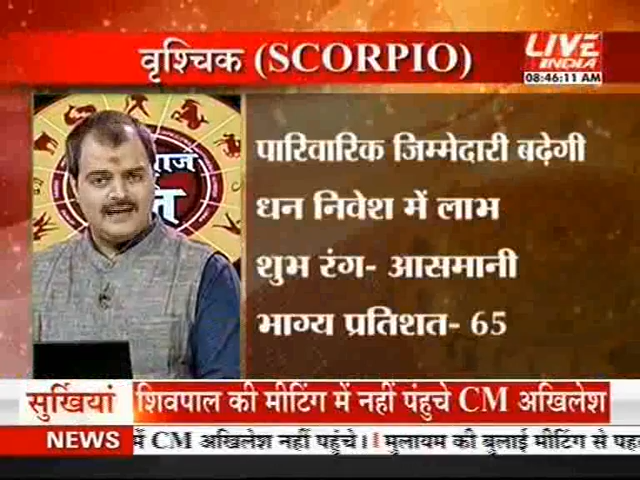 वृश्चिक (SCORPIO)
LIVE
INDIA
08:46:11 AM
राज
पारिवारिक जिम्मेदारी बढ़ेगी
धन निवेश में लाभ
शुभ रंग- आसमानी
भाग्य प्रतिशत- 65
सुर्खियां शिवपाल की मीटिंग में नहीं पंहुचे CM अखिलेश
NEWS में CM अखिलेश नहीं पहुंचे। मुलायम की बुलाई मीटिंग से